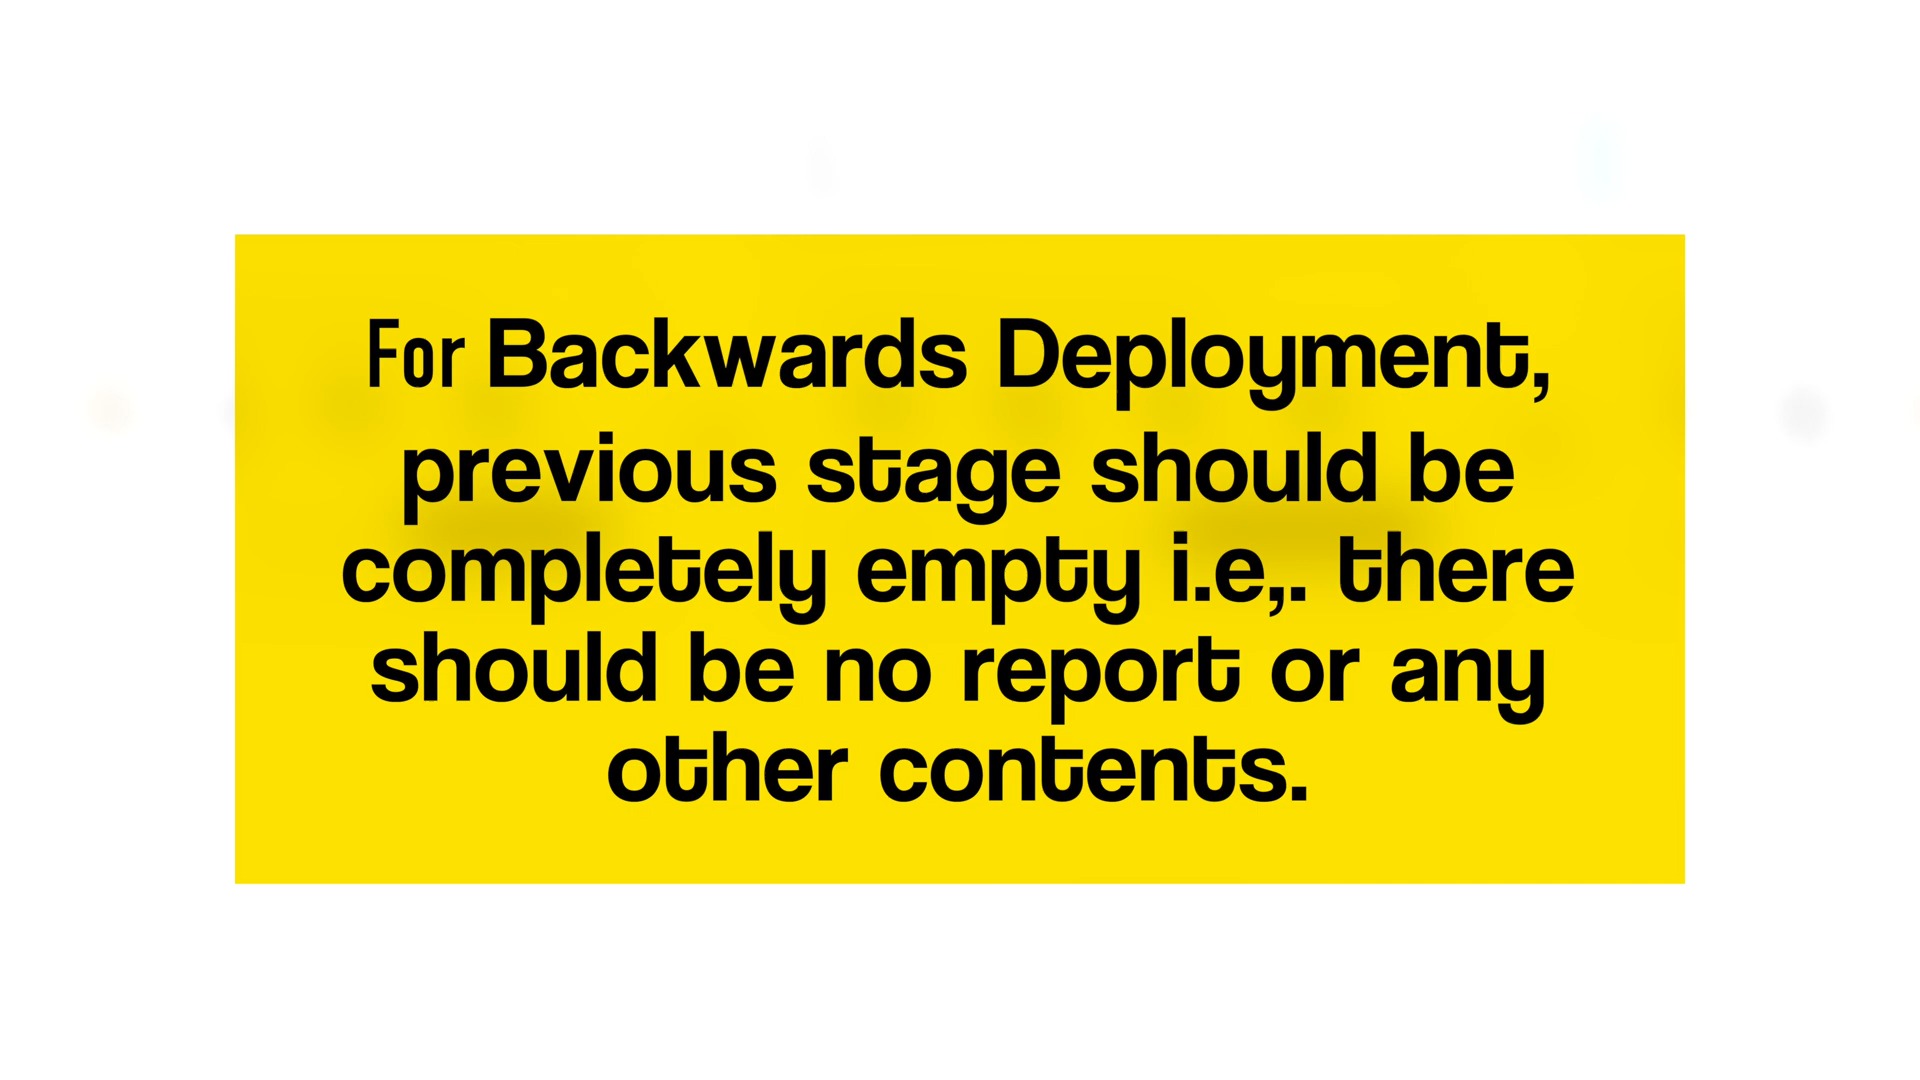 For Backwards Deployment,
previous stage should be
completely empty i.e,. there
should be no report or any
other contents.